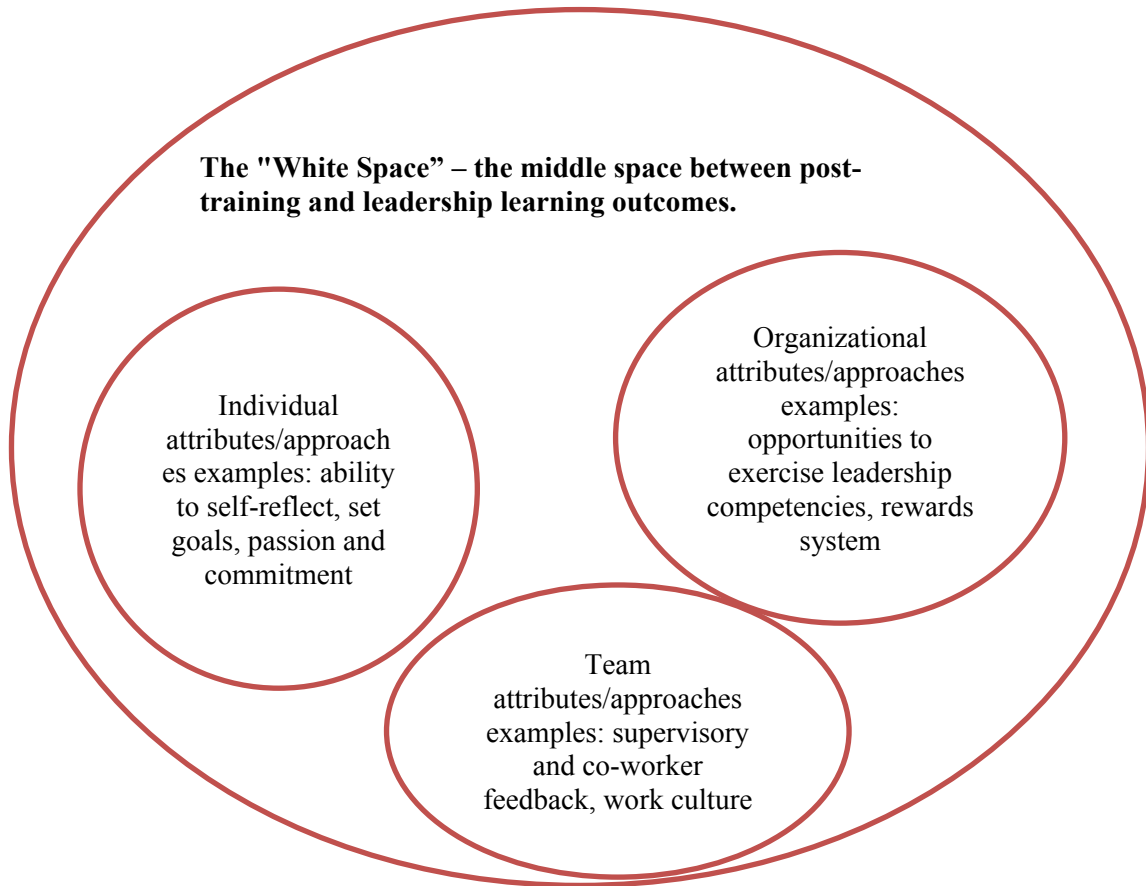 The "White Space” – the middle space between post-
training and leadership learning outcomes.
Individual
attributes/approach
es examples: ability
to self-reflect, set
goals, passion and
commitment
Organizational
attributes/approaches
examples:
opportunities to
exercise leadership
competencies, rewards
system
Team
attributes/approaches
examples: supervisory
and co-worker
feedback, work culture